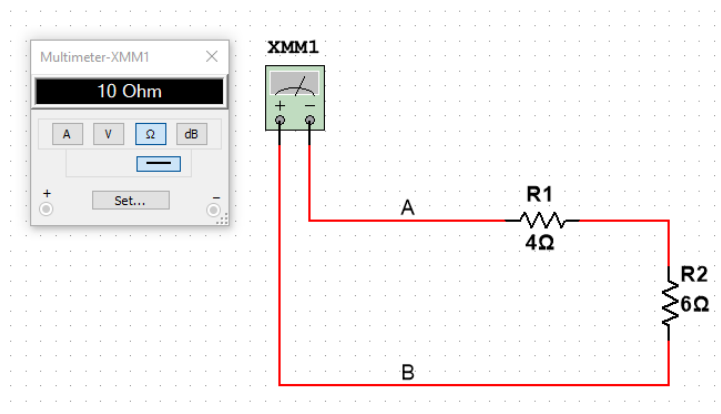 Multimeter-XMM1 ×
10 Ohm
A V Ω dB
+ Set... -
XMM1
+ -
A
R1
4Ω
R2
6Ω
B